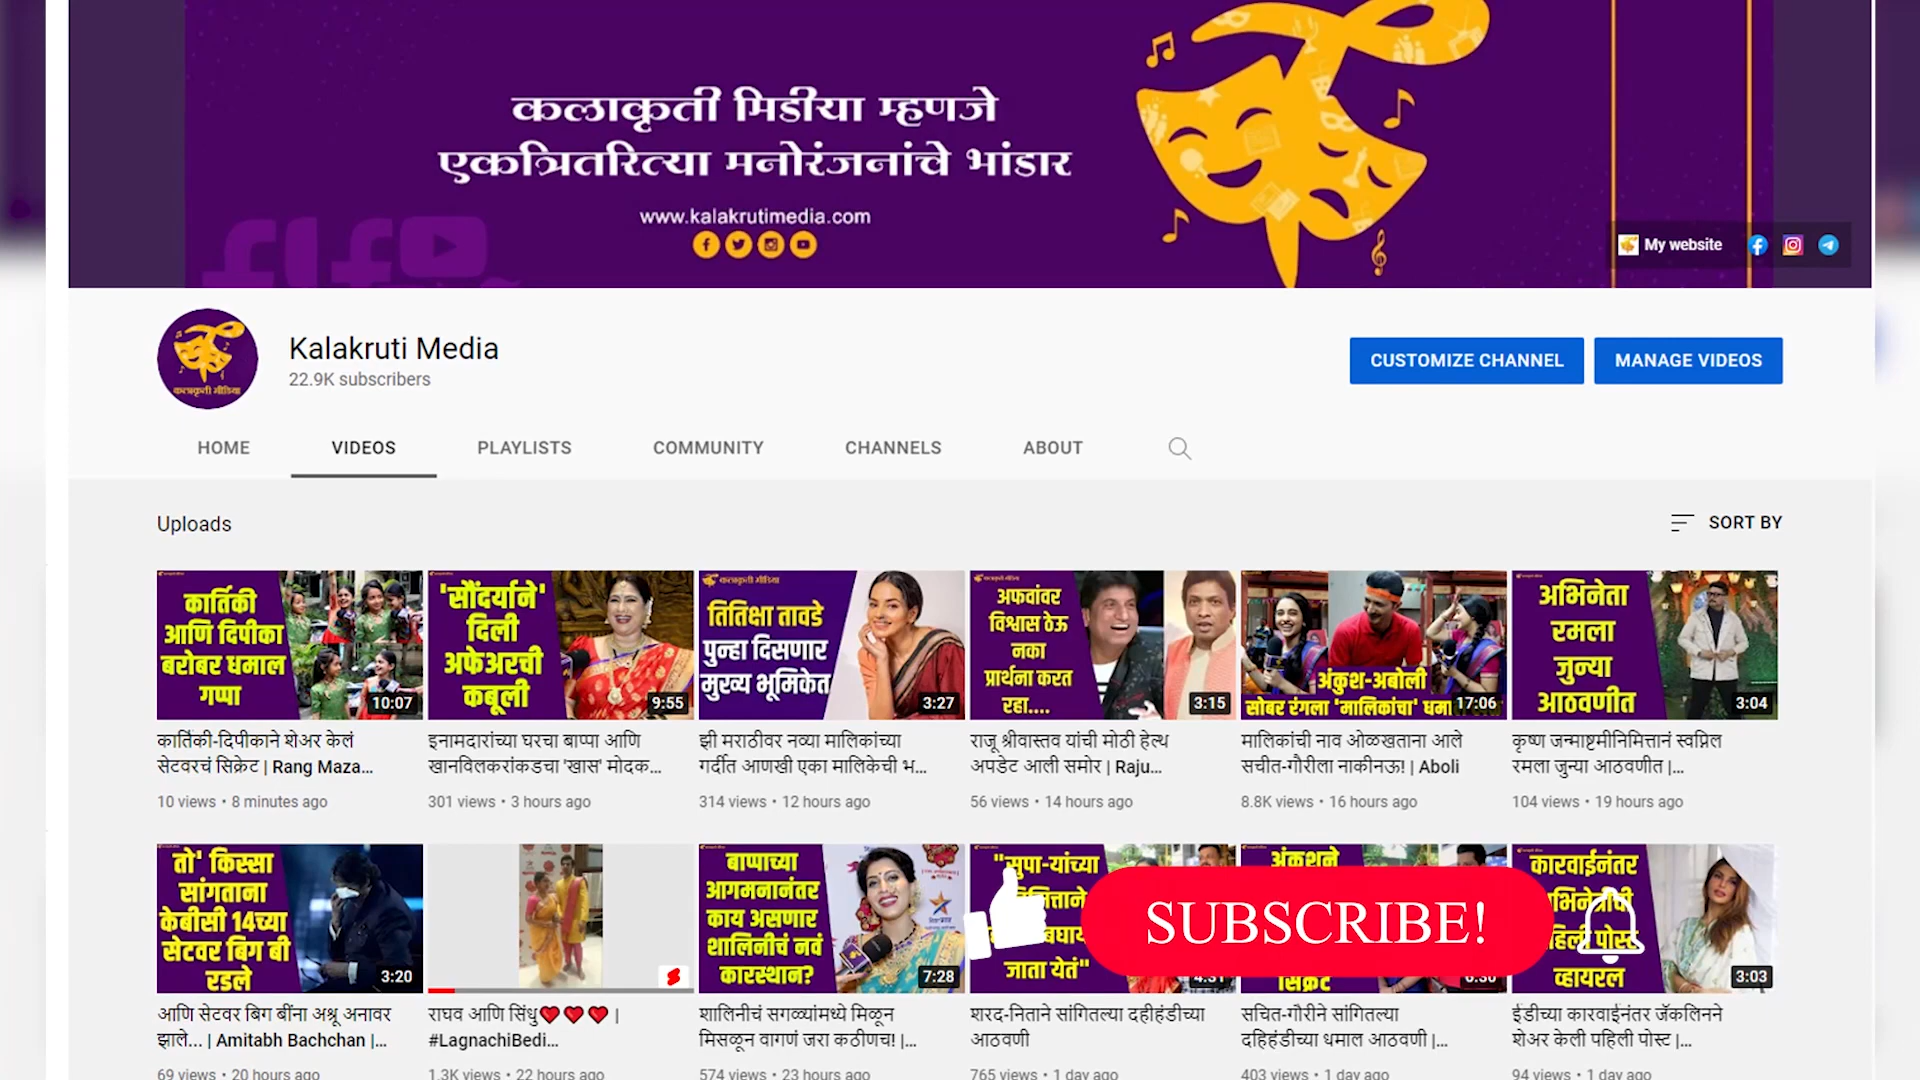 कलाकृती मिडीया म्हणजे
एकत्रितरित्या मनोरंजनांचे भांडार
www.kalakrutimedia.com
My website
कलाकृती मीडिया
Kalakruti Media
22.9K subscribers
CUSTOMIZE CHANNEL
MANAGE VIDEOS
HOME
VIDEOS
PLAYLISTS
COMMUNITY
CHANNELS
ABOUT
Uploads
SORT BY
कार्तिकी
आणि दिपीका
बरोबर धमाल
गप्पा
10:07
'सौंदर्याने'
दिली
अफेअरची
कबूली
9:55
कलाकृती मीडिया
तितिक्षा तावडे
पुन्हा दिसणार
मुख्य भूमिकेत
3:27
कलाकृती मीडिया
अफवांवर
विश्वास ठेऊ
नका
प्रार्थना करत
रहा....
3:15
अंकुश-अबोली
सोबर रंगला 'मालिकांचा'
17:06
अभिनेता
रमला
जुन्या
आठवणीत
3:04
कार्तिकी-दिपीकाने शेअर केलं
सेटवरचं सिक्रेट | Rang Maza...
10 views • 8 minutes ago
इनामदारांच्या घरचा बाप्पा आणि
खानविलकरांकडचा 'खास' मोदक...
301 views • 3 hours ago
झी मराठीवर नव्या मालिकांच्या
गर्दीत आणखी एका मालिकेची भ...
314 views • 12 hours ago
राजू श्रीवास्तव यांची मोठी हेल्थ
अपडेट आली समोर | Raju...
56 views • 14 hours ago
मालिकांची नाव ओळखताना आले
सचीत-गौरीला नाकीनऊ! | Aboli
8.8K views • 16 hours ago
कृष्ण जन्माष्टमीनिमित्तानं स्वप्निल
रमला जुन्या आठवणीत |...
104 views • 19 hours ago
तो' किस्सा
सांगताना
केबीसी 14च्या
सेटवर बिग बी
रडले
3:20
बाप्पाच्या
आगमनानंतर
काय असणार
शालिनीचं नवं
कारस्थान?
7:28
जाता येतं"
4:31
अंकुशने
सिक्रेट
6:30
कारवाईनंतर
व्हायरल
3:03
SUBSCRIBE!
आणि सेटवर बिग बींना अश्रू अनावर
झाले... | Amitabh Bachchan |...
69 views • 20 hours ago
राघव आणि सिंधु❤❤❤ |
#LagnachiBedi...
1.3K views • 22 hours ago
शालिनीचं सगळ्यांमध्ये मिळून
मिसळून वागणं जरा कठीणच! |...
574 views • 23 hours ago
शरद-निताने सांगितल्या दहीहंडीच्या
आठवणी
765 views • 1 day ago
सचित-गौरीने सांगितल्या
दहिहंडीच्या धमाल आठवणी |...
403 views • 1 day ago
ईडीच्या कारवाईनंतर जॅकलिनने
शेअर केली पहिली पोस्ट |...
94 views • 1 day ago